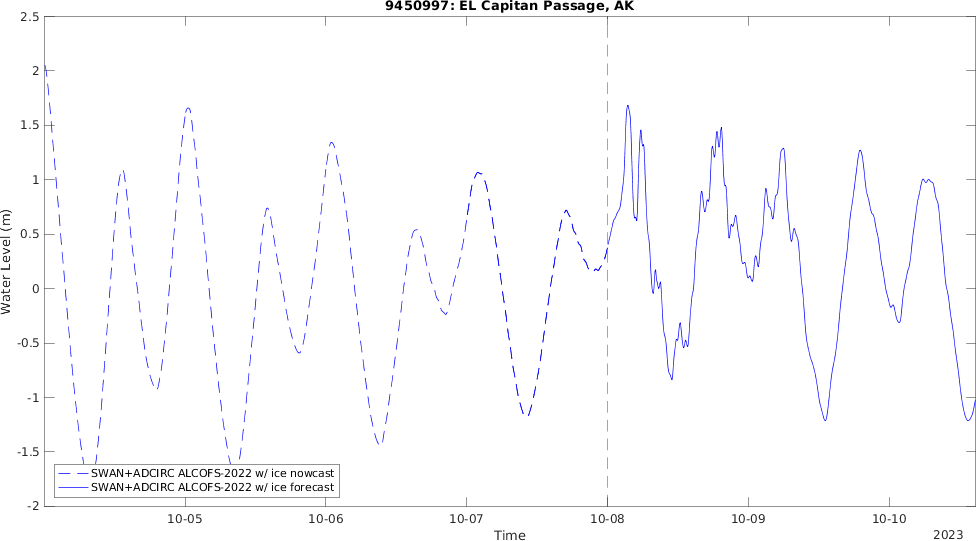 9450997: EL Capitan Passage, AK
2.5
2
1.5
1
0.5
0
-0.5
-1
-1.5
-2
Water Level (m)
SWAN+ADCIRC ALCOFS-2022 w/ ice nowcast
SWAN+ADCIRC ALCOFS-2022 w/ ice forecast
10-05 10-06 10-07 10-08 10-09 10-10
Time
2023